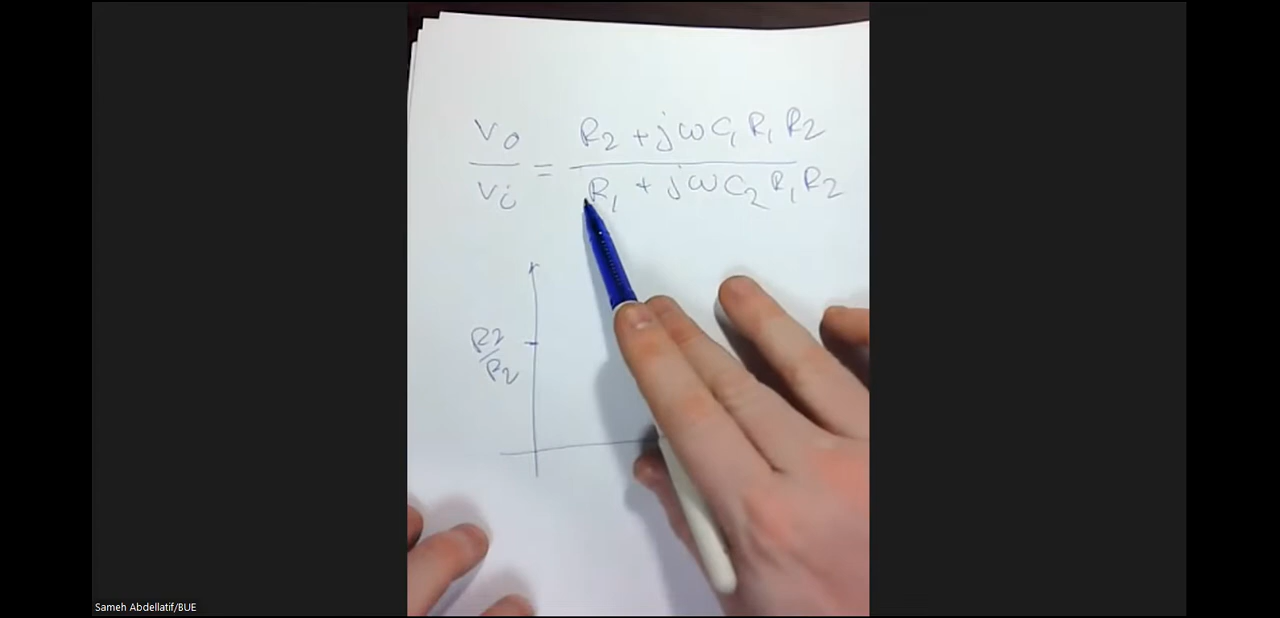 Vo/Vi = R2 + jωC1R1R2 / R1 + jωC2R1R2
R2/R2
Sameh Abdellatif/BUE